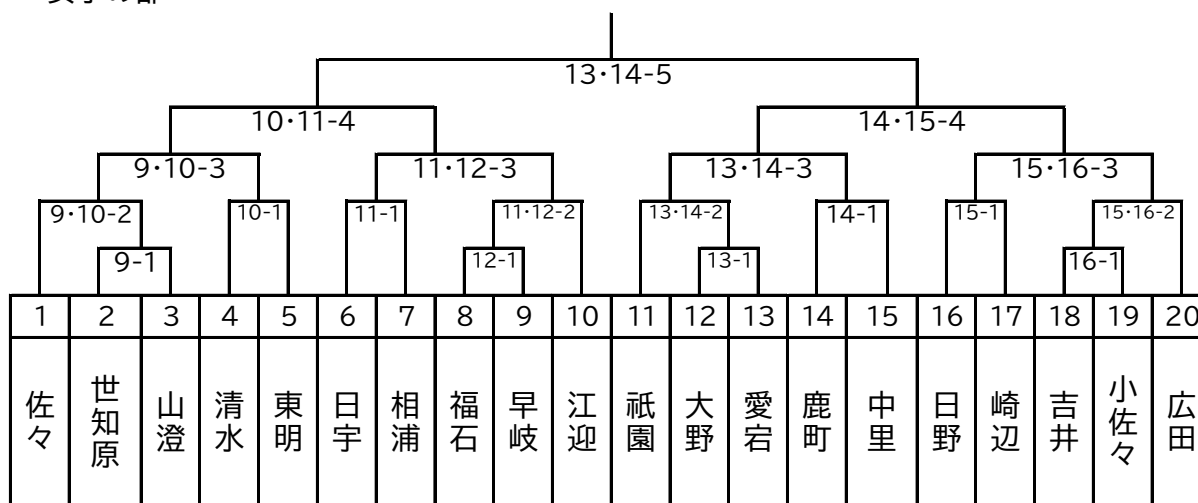 13・14-5
10・11-4 14・15-4
9・10-3 11・12-3 13・14-3 15・16-3
9・10-2 10-1 11-1 11・12-2 13・14-2 14-1 15-1 15・16-2
9-1 12-1 13-1 16-1
1 2 3 4 5 6 7 8 9 10 11 12 13 14 15 16 17 18 19 20
佐々 世知原 山澄 清水 東明 日宇 相浦 福石 早岐 江迎 祇園 大野 愛宕 鹿町 中里 日野 崎辺 吉井 小佐々 広田